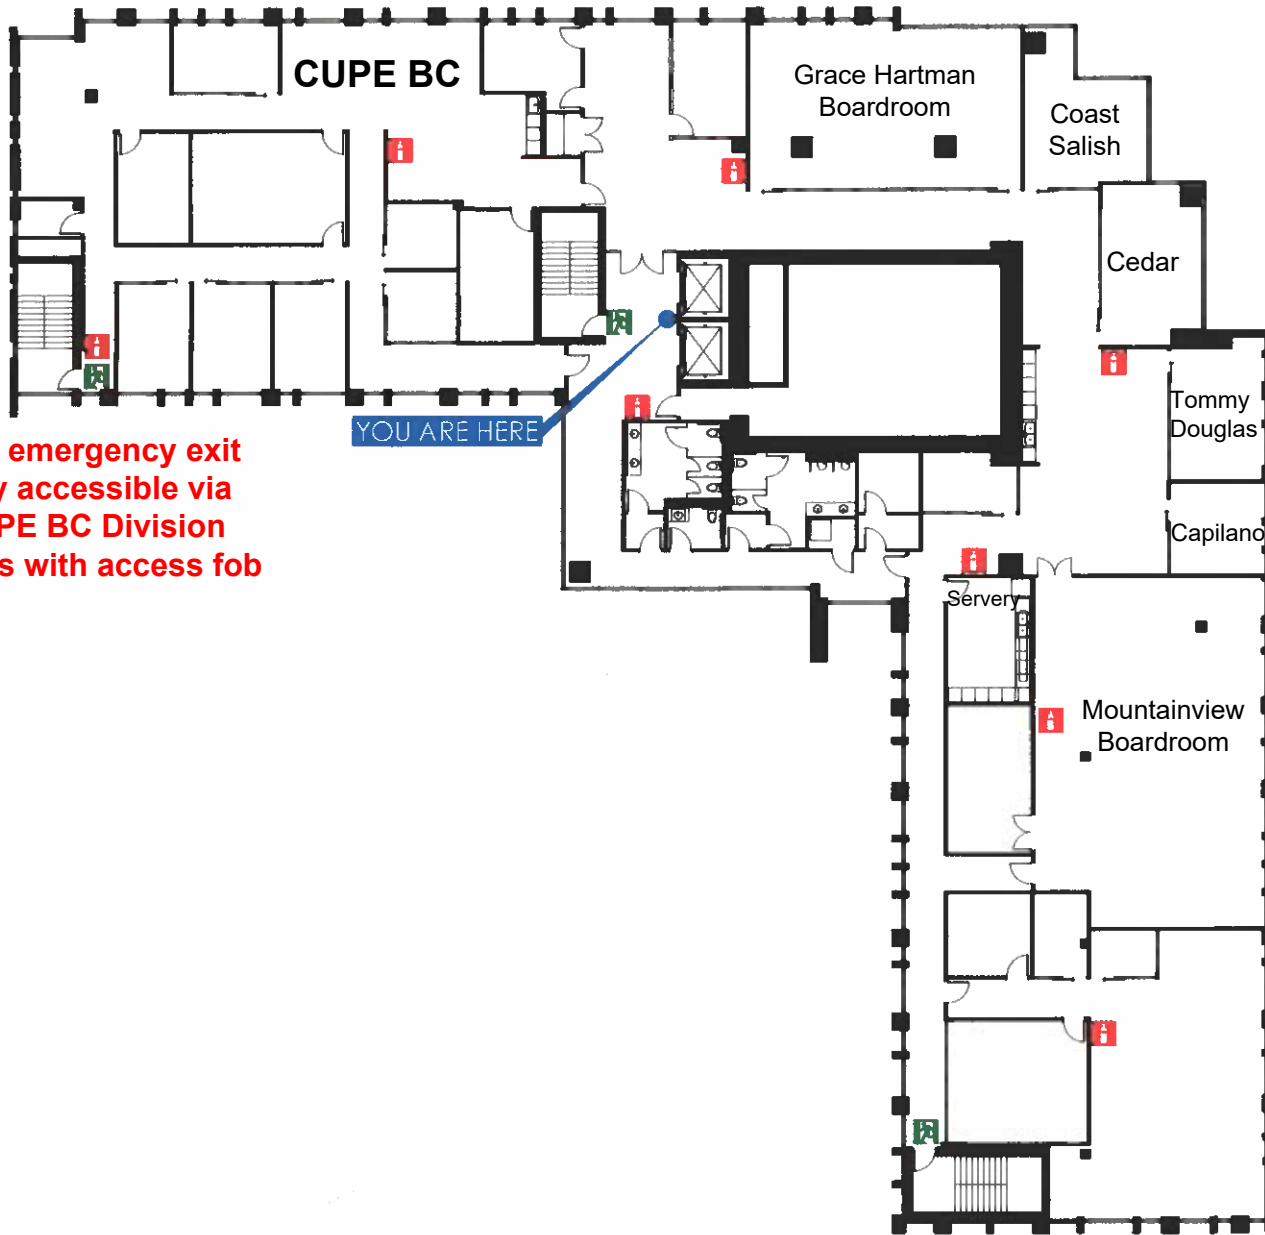 CUPE BC
Grace Hartman
Boardroom
Coast
Salish
Cedar
Tommy
Douglas
YOU ARE HERE
emergency exit
accessible via
BC Division
with access fob
Capilano
Servery
Mountainview
Boardroom